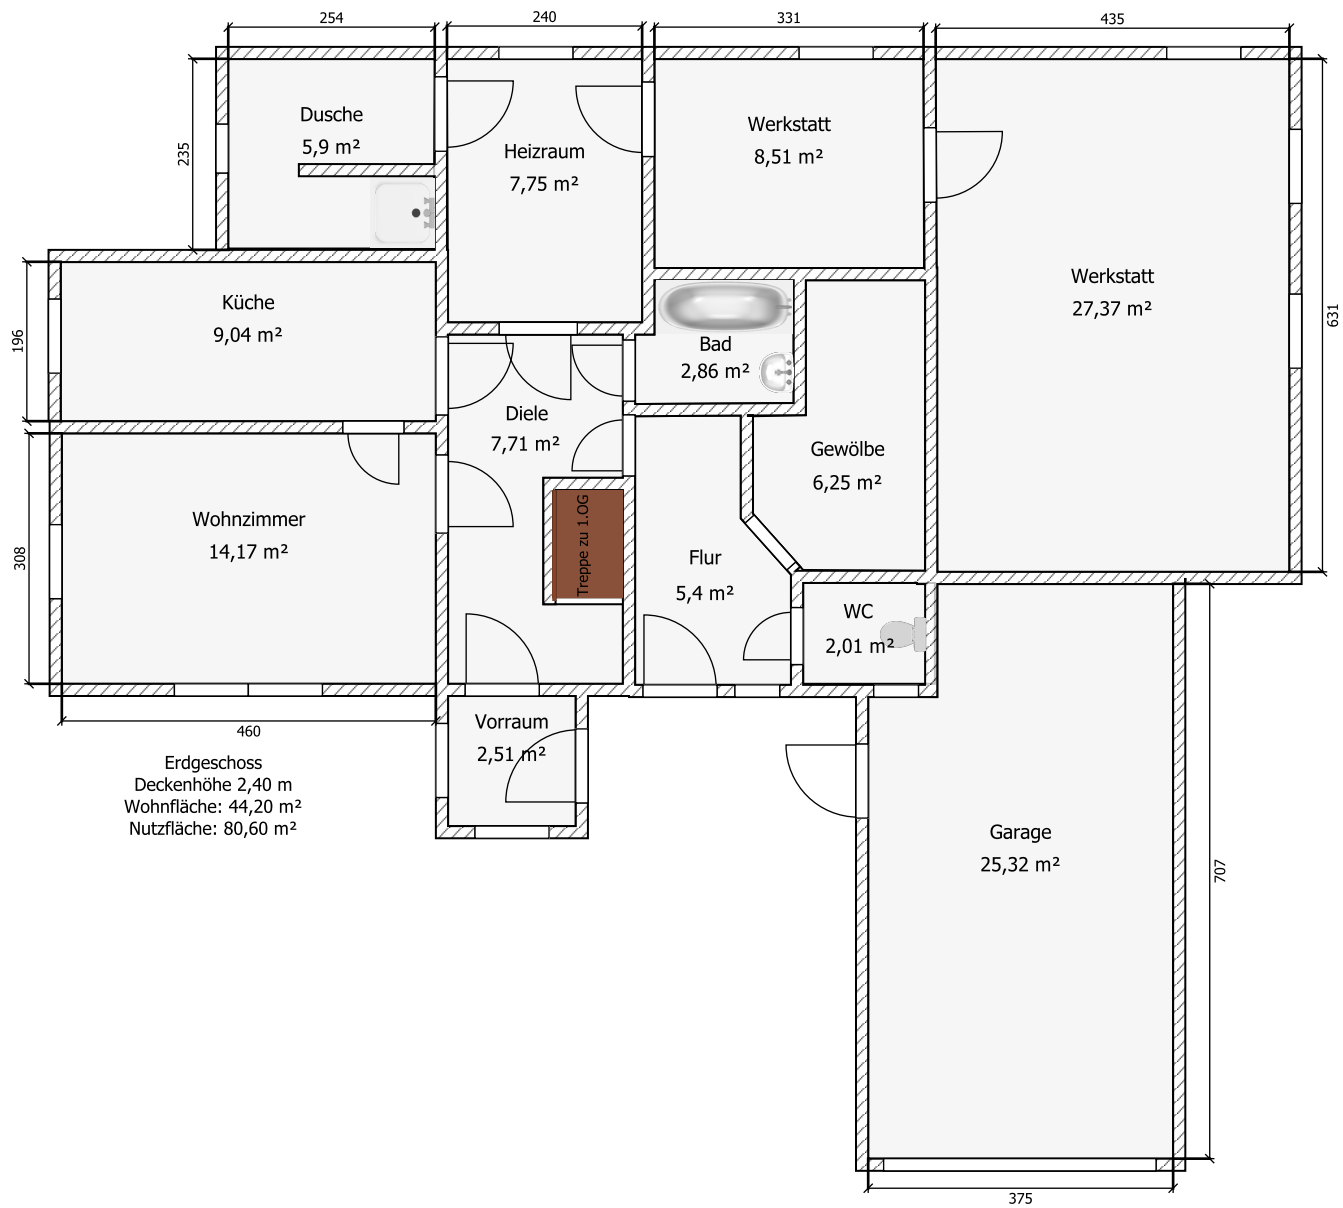 254
240
331
435
Dusche
5,9 m²
235
Heizraum
7,75 m²
Werkstatt
8,51 m²
Werkstatt
27,37 m²
631
Küche
9,04 m²
196
Bad
2,86 m²
Diele
7,71 m²
Gewölbe
6,25 m²
Wohnzimmer
14,17 m²
308
Treppe zu 1.OG
Flur
5,4 m²
WC
2,01 m²
460
Vorraum
2,51 m²
Erdgeschoss
Deckenhöhe 2,40 m
Wohnfläche: 44,20 m²
Nutzfläche: 80,60 m²
Garage
25,32 m²
707
375